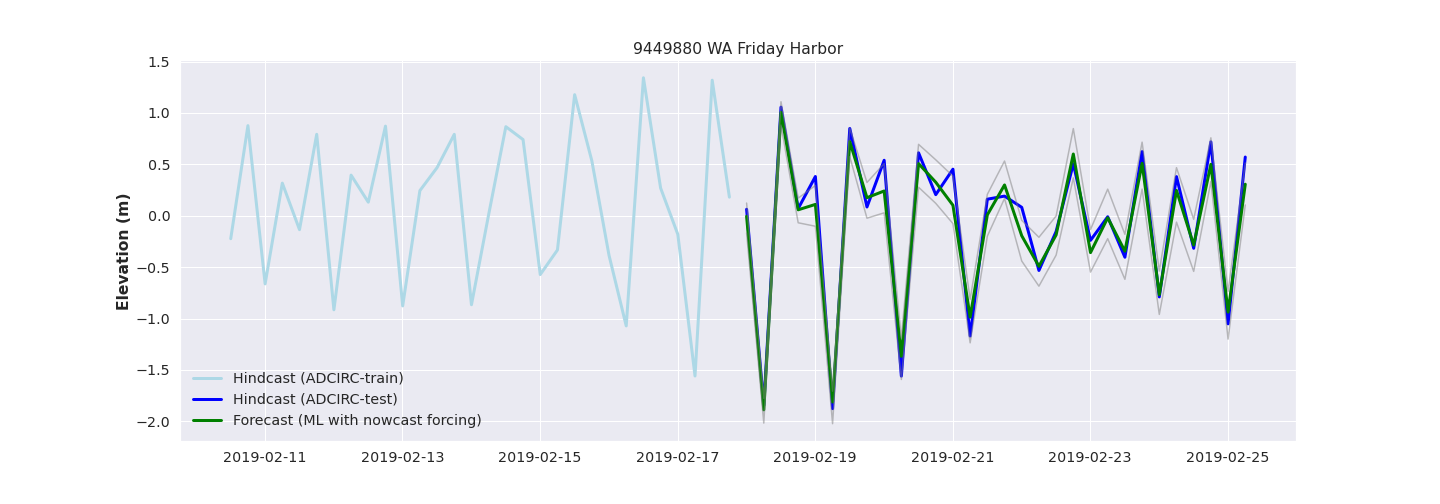 9449880 WA Friday Harbor
Elevation (m)
1.5
1.0
0.5
0.0
−0.5
−1.0
−1.5
−2.0
Hindcast (ADCIRC-train)
Hindcast (ADCIRC-test)
Forecast (ML with nowcast forcing)
2019-02-11 2019-02-13 2019-02-15 2019-02-17 2019-02-19 2019-02-21 2019-02-23 2019-02-25